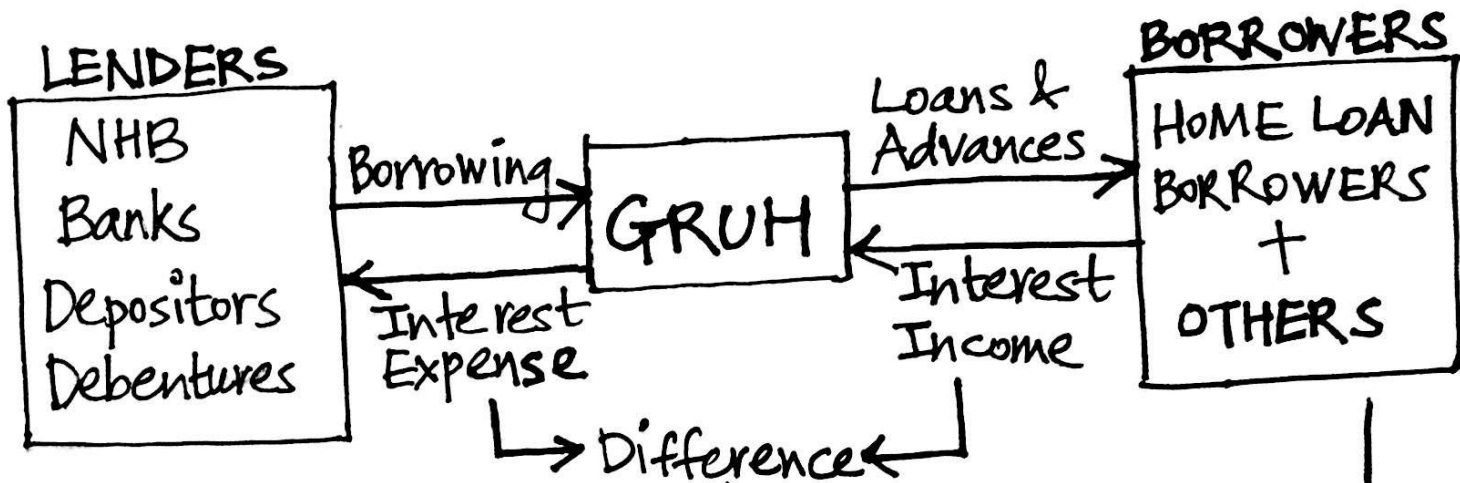 LENDERS
NHB
Banks
Depositors
Debentures
Borrowing
Interest
Expense
GRUH
Loans &
Advances
Interest
Income
BORROWERS
HOME LOAN
BORROWERS
+
OTHERS
Difference